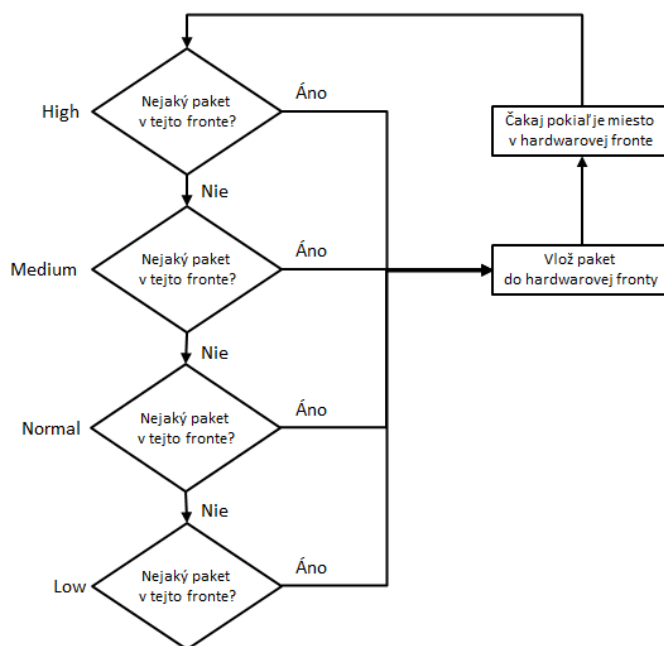 High
Nejaký paket
v tejto fronte?
Áno
Čakaj pokiaľ je miesto
v hardwarovej fronte
Nie
Medium
Nejaký paket
v tejto fronte?
Áno
Vlož paket
do hardwarovej fronty
Nie
Normal
Nejaký paket
v tejto fronte?
Áno
Nie
Low
Nejaký paket
v tejto fronte?
Áno